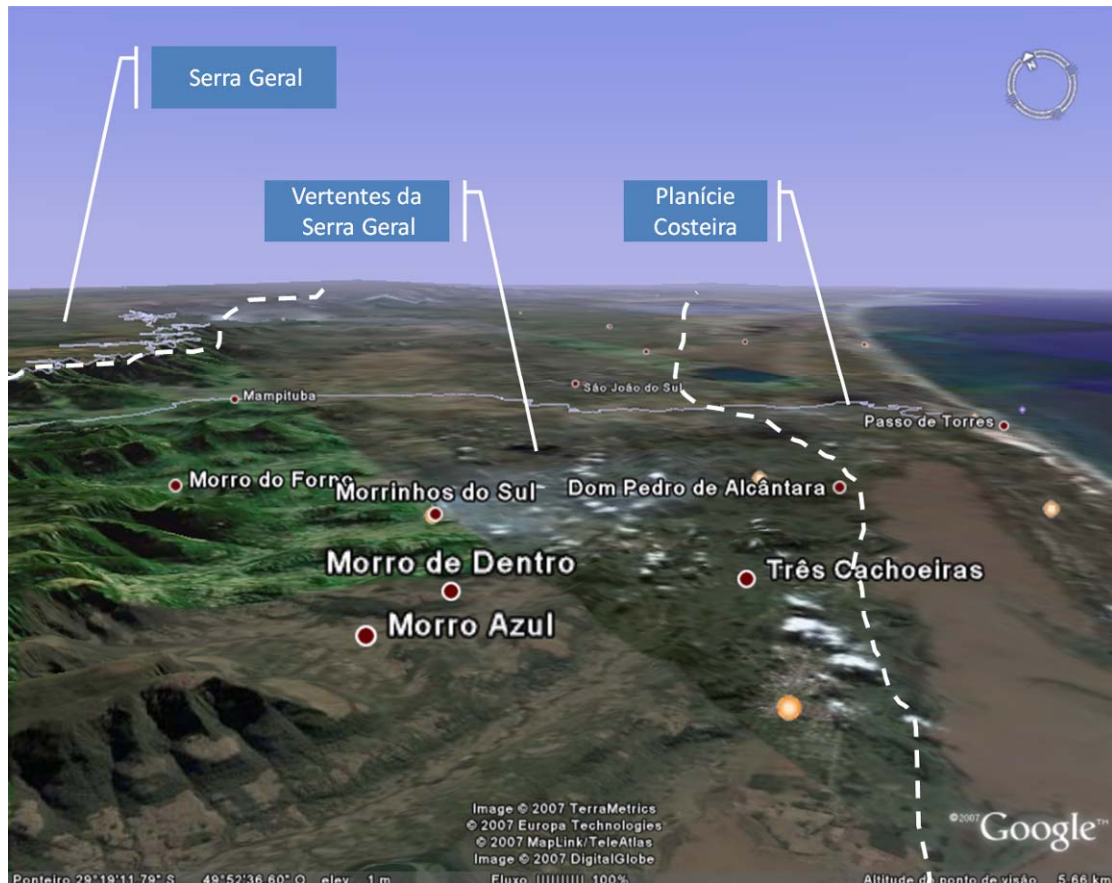 Serra Geral
N
Vertentes da
Serra Geral
Planície
Costeira
Mampituba
São João do Sul
Passo de Torres
Morro do Forno
Morrinhos do Sul
Dom Pedro de Alcântara
Morro de Dentro
Três Cachoeiras
Morro Azul
Image © 2007 TerraMetrics
© 2007 Europa Technologies
© 2007 MapLink/TeleAtlas
Image © 2007 DigitalGlobe
©2007 Google™
Ponteiro 29°19'11.79" S 49°52'36.60" O elev. 1 m Fluxo |||||||||| 100% Altitude do ponto de visão 5.66 km